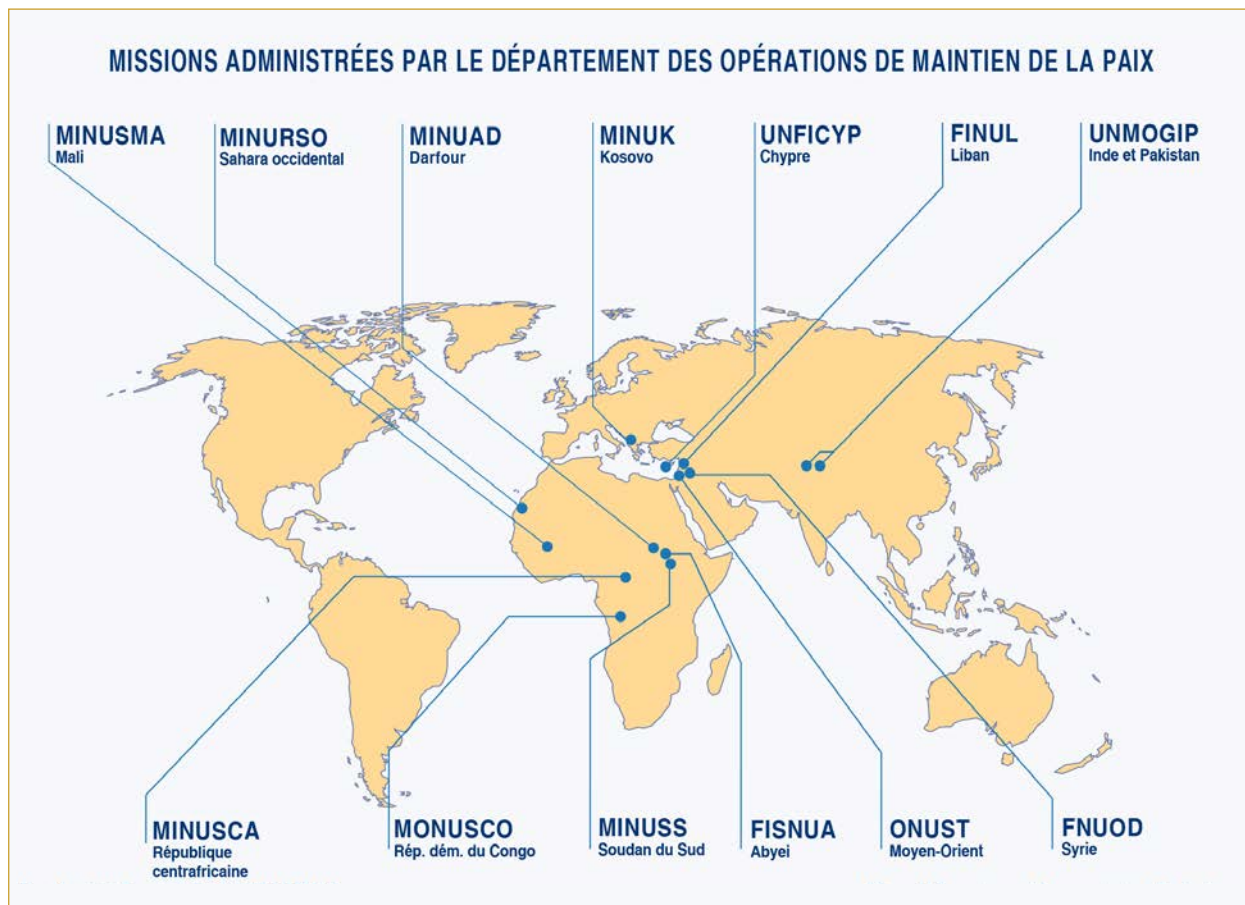 MISSIONS ADMINISTRÉES PAR LE DÉPARTEMENT DES OPÉRATIONS DE MAINTIEN DE LA PAIX
MINUSMA
Mali
MINURSO
Sahara occidental
MINUAD
Darfour
MINUK
Kosovo
UNFICYP
Chypre
FINUL
Liban
UNMOGIP
Inde et Pakistan
MINUSCA
République
centrafricaine
MONUSCO
Rép. dém. du Congo
MINUSS
Soudan du Sud
FISNUA
Abyei
ONUST
Moyen-Orient
FNUOD
Syrie